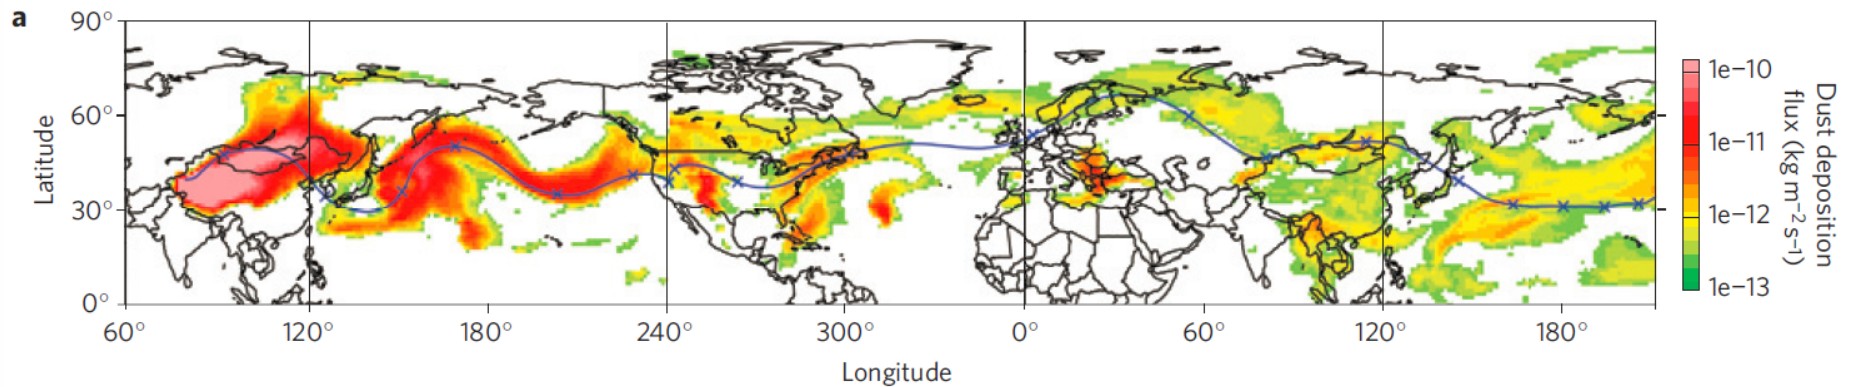 a
90°
60°
30°
0°
Latitude
60°
120°
180°
240°
300°
0°
60°
120°
180°
Longitude
1e–10
1e–11
1e–12
1e–13
Dust deposition
flux (kg m–2 s–1)